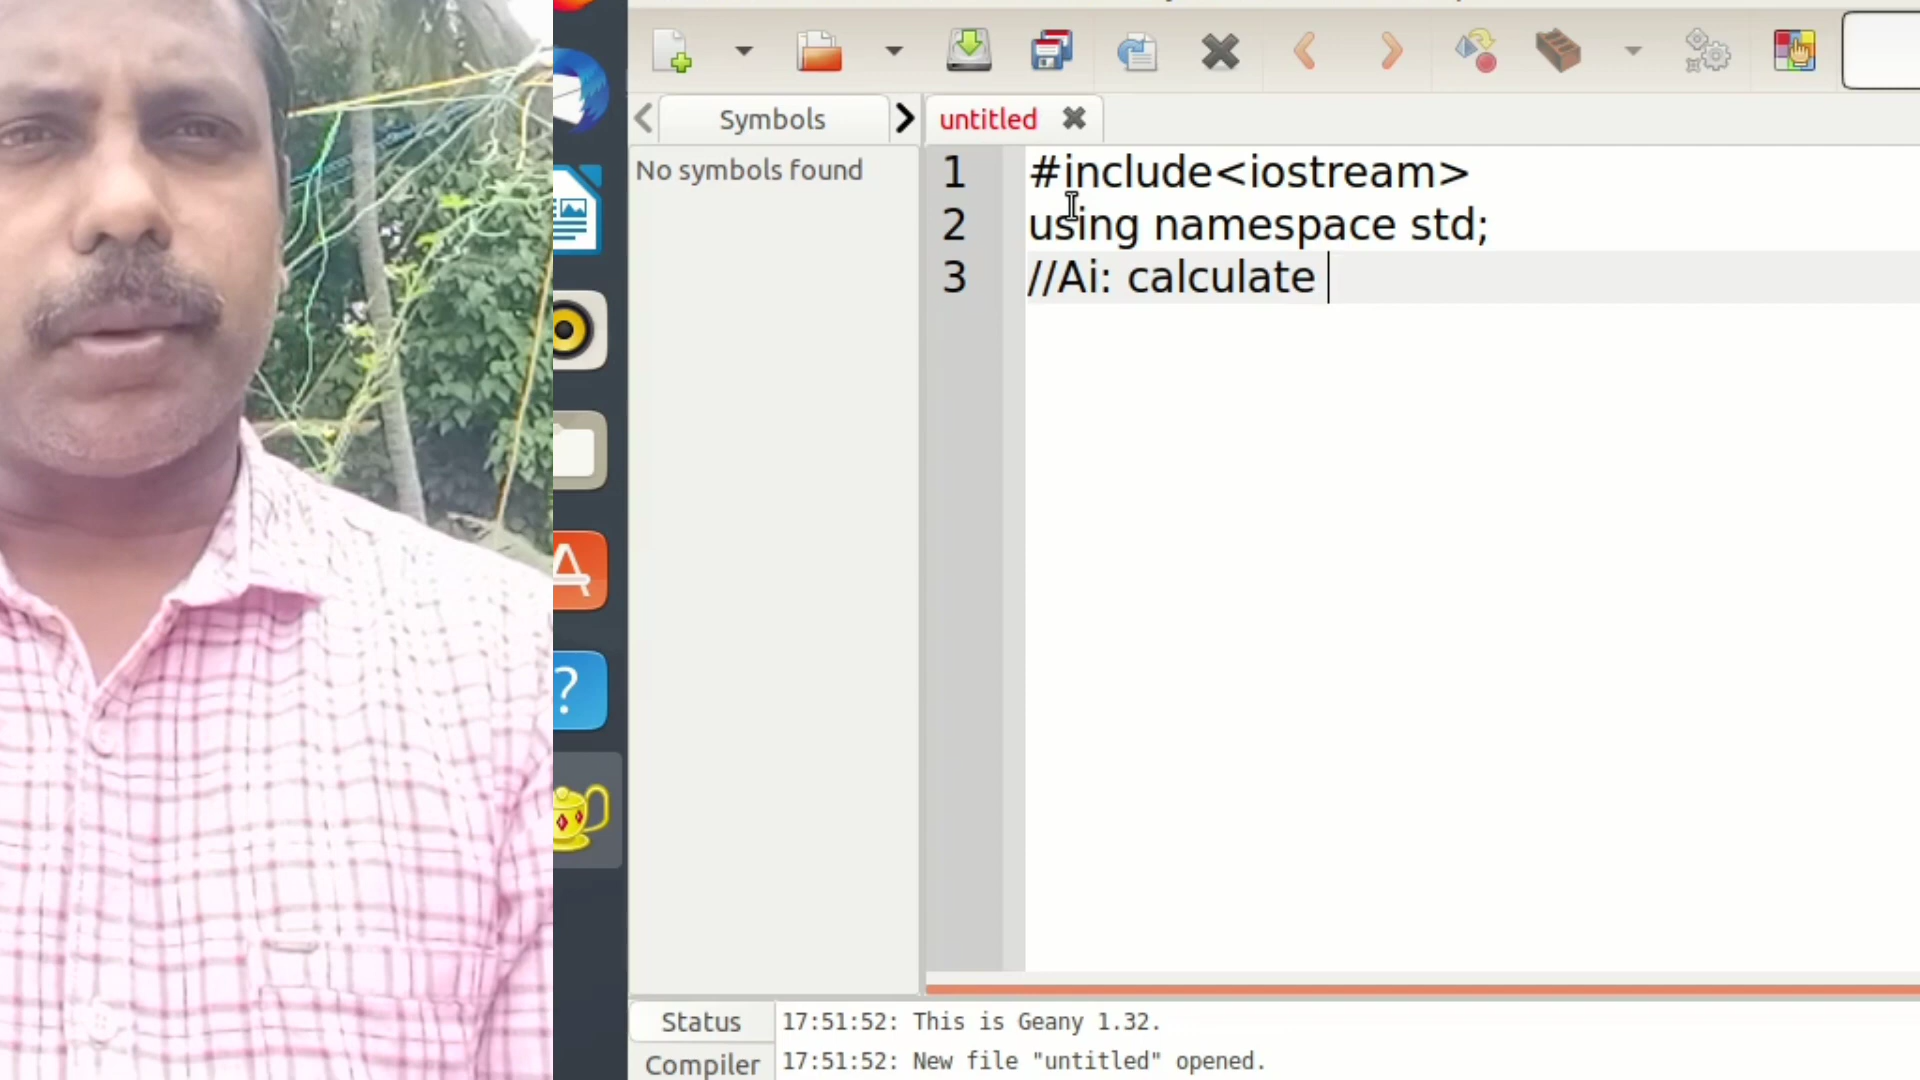 Symbols
untitled
No symbols found
1 #include<iostream>
2 using namespace std;
3 //Ai: calculate
Status
17:51:52: This is Geany 1.32.
Compiler
17:51:52: New file "untitled" opened.